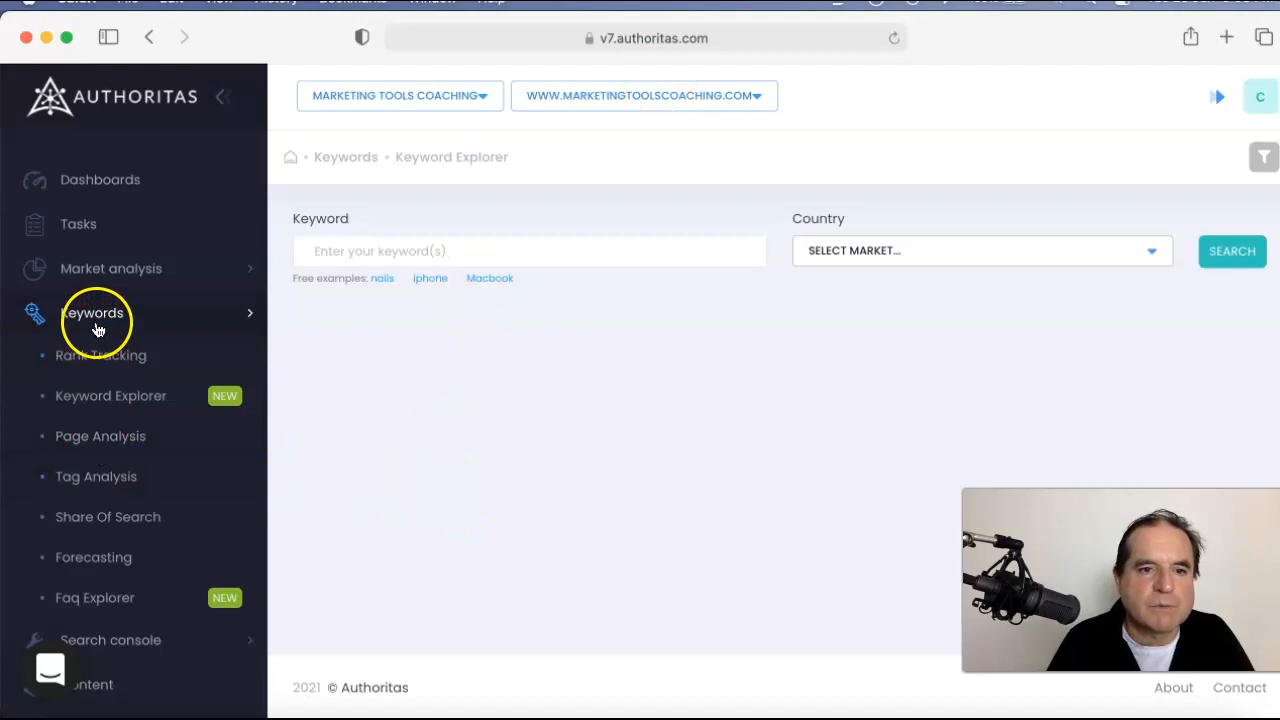 v7.authoritas.com
AUTHORITAS
MARKETING TOOLS COACHING
WWW.MARKETINGTOOLSCOACHING.COM
C
Keywords • Keyword Explorer
Dashboards
Tasks
Market analysis
Keywords
Rank Tracking
Keyword Explorer NEW
Page Analysis
Tag Analysis
Share Of Search
Forecasting
Faq Explorer NEW
Search console
Keyword
Country
Enter your keyword(s)
SELECT MARKET...
SEARCH
Free examples: nails iphone Macbook
2021 © Authoritas
About
Contact